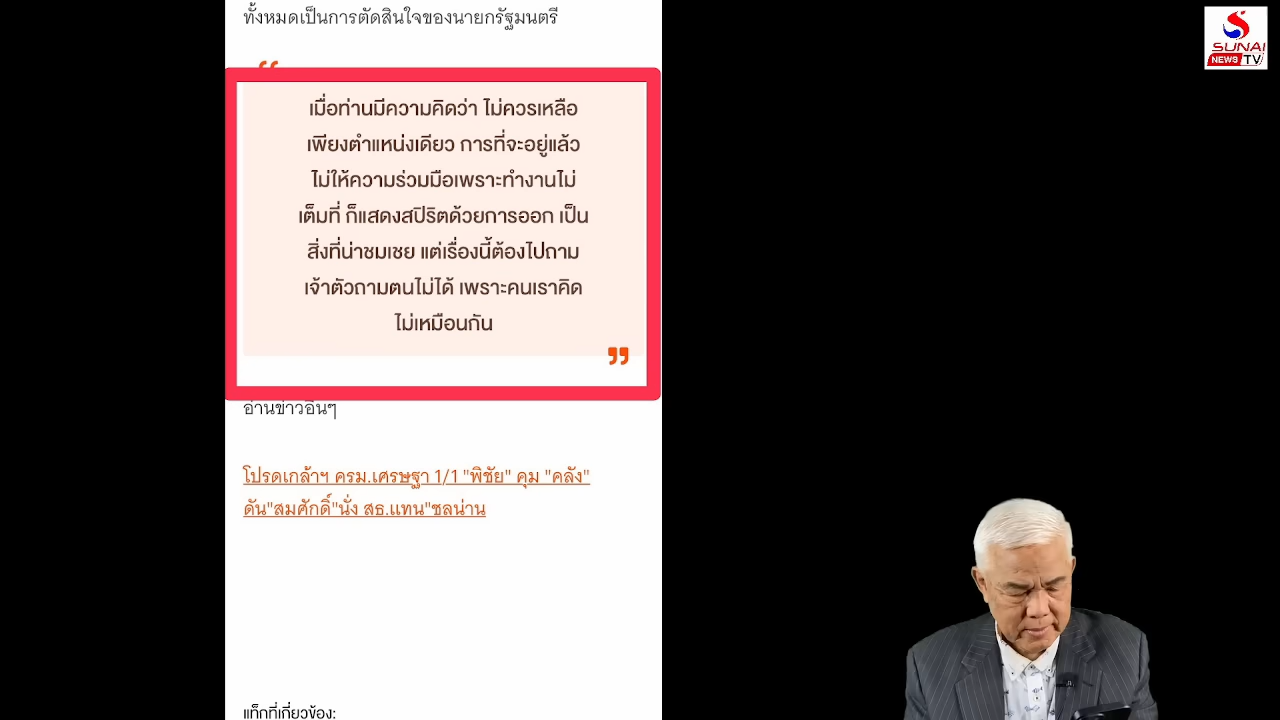 ทั้งหมดเป็นการตัดสินใจของนายกรัฐมนตรี
SUNAI
NEWS TV
เมื่อท่านมีความคิดว่า ไม่ควรเหลือ
เพียงตำแหน่งเดียว การที่จะอยู่แล้ว
ไม่ให้ความร่วมมือเพราะทำงานไม่
เต็มที่ ก็แสดงสปิริตด้วยการออก เป็น
สิ่งที่น่าชมเชย แต่เรื่องนี้ต้องไปถาม
เจ้าตัวถามตนไม่ได้ เพราะคนเราคิด
ไม่เหมือนกัน
อ่านข่าวอื่นๆ
โปรดเกล้าฯ ครม.เศรษฐา 1/1 "พิชัย" คุม "คลัง"
ดัน"สมศักดิ์"นั่ง สธ.แทน"ชลน่าน"
แท็กที่เกี่ยวข้อง: